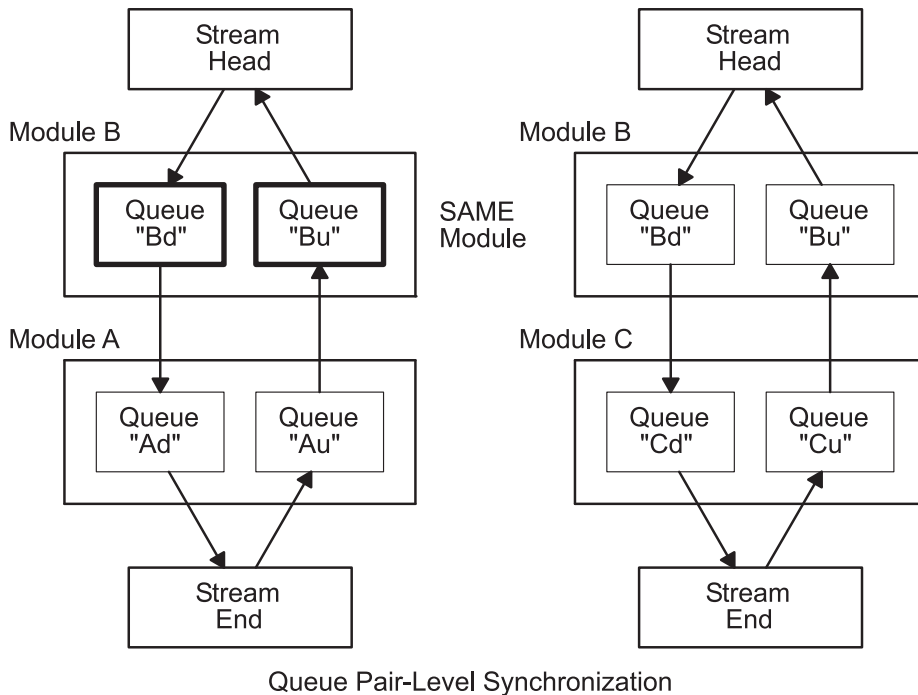 Stream
Head
Stream
Head
Module B
Module B
Queue
"Bd"
Queue
"Bu"
SAME
Module
Queue
"Bd"
Queue
"Bu"
Module A
Module C
Queue
"Ad"
Queue
"Au"
Queue
"Cd"
Queue
"Cu"
Stream
End
Stream
End
Queue Pair-Level Synchronization